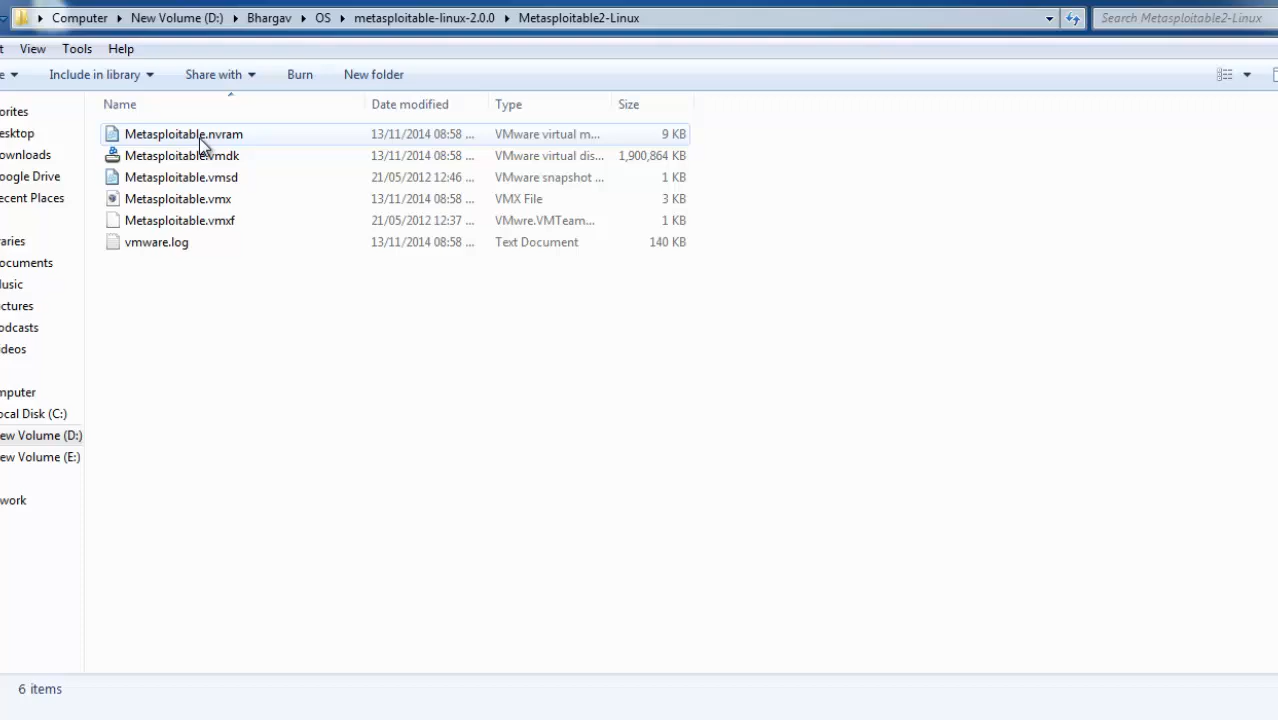 Computer New Volume (D:) Bhargav OS metasploitable-linux-2.0.0 Metasploitable2-Linux Search Metasploitable2-Linux
t View Tools Help
e Include in library Share with Burn New folder
Name Date modified Type Size
Metasploitable.nvram 13/11/2014 08:58 ... VMware virtual m... 9 KB
Metasploitable.vmdk 13/11/2014 08:58 ... VMware virtual dis... 1,900,864 KB
Metasploitable.vmsd 21/05/2012 12:46 ... VMware snapshot ... 1 KB
Metasploitable.vmx 13/11/2014 08:58 ... VMX File 3 KB
Metasploitable.vmxf 21/05/2012 12:37 ... VMwre.VMTeam... 1 KB
vmware.log 13/11/2014 08:58 ... Text Document 140 KB
orites
esktop
ownloads
oogle Drive
ecent Places
raries
ocuments
usic
ctures
odcasts
ideos
mputer
ocal Disk (C:)
ew Volume (D:)
ew Volume (E:)
work
6 items